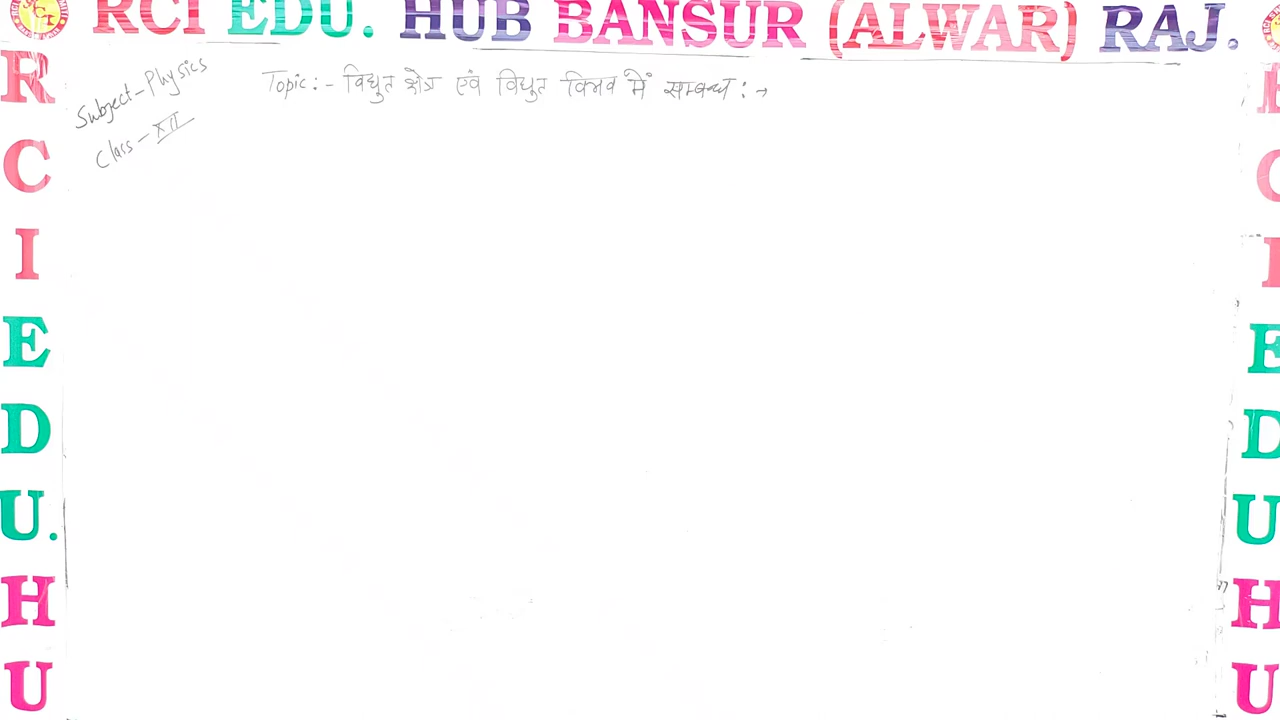 RCI EDU. HUB BANSUR (ALWAR) RAJ.
Subject-Physics
Class-XII
Topic:- विधुत क्षेत्र एवं विधुत विभव में सम्बन्ध :→
R
C
I
E
D
U.
H
U
R
C
I
E
D
U
H
U